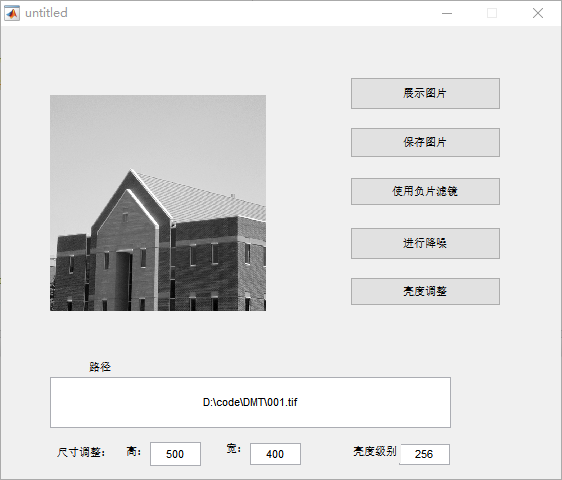 untitled
展示图片
保存图片
使用负片滤镜
进行降噪
亮度调整
路径
D:\code\DMT\001.tif
尺寸调整: 高: 500 宽: 400 亮度级别 256